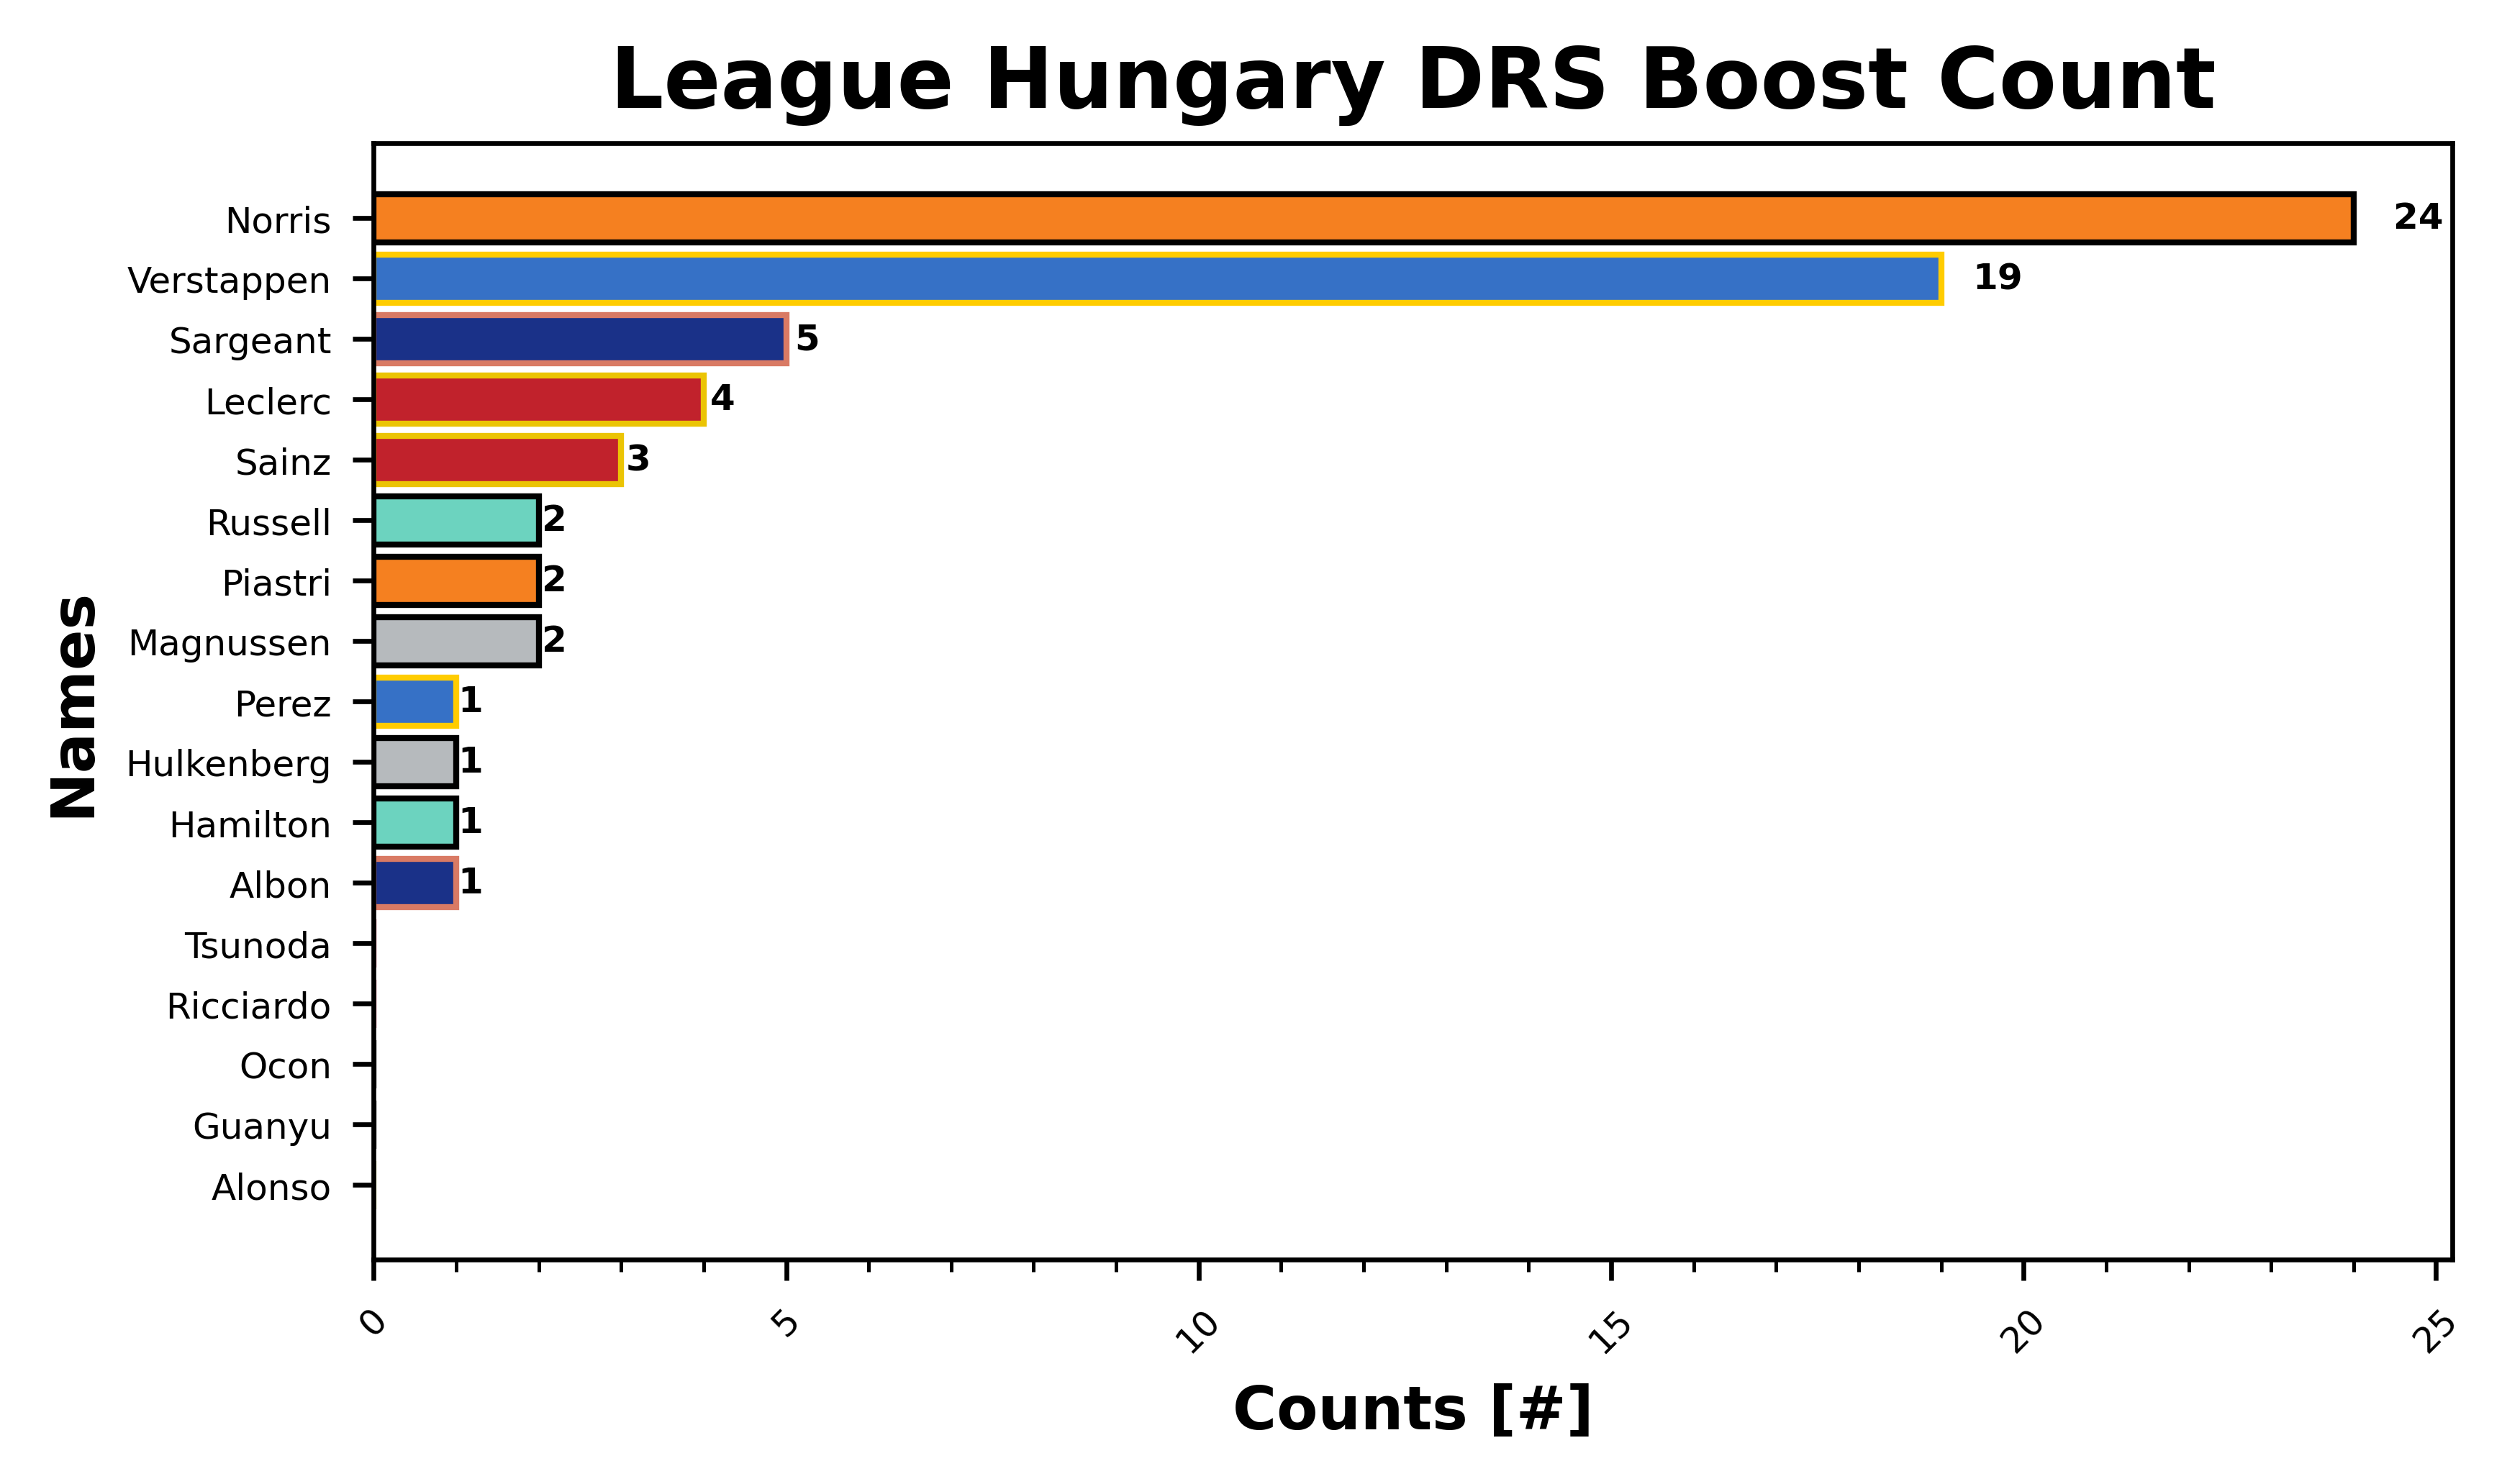 League Hungary DRS Boost Count
Names
Norris 24
Verstappen 19
Sargeant 5
Leclerc 4
Sainz 3
Russell 2
Piastri 2
Magnussen 2
Perez 1
Hulkenberg 1
Hamilton 1
Albon 1
Tsunoda
Ricciardo
Ocon
Guanyu
Alonso
0 5 10 15 20 25
Counts [#]